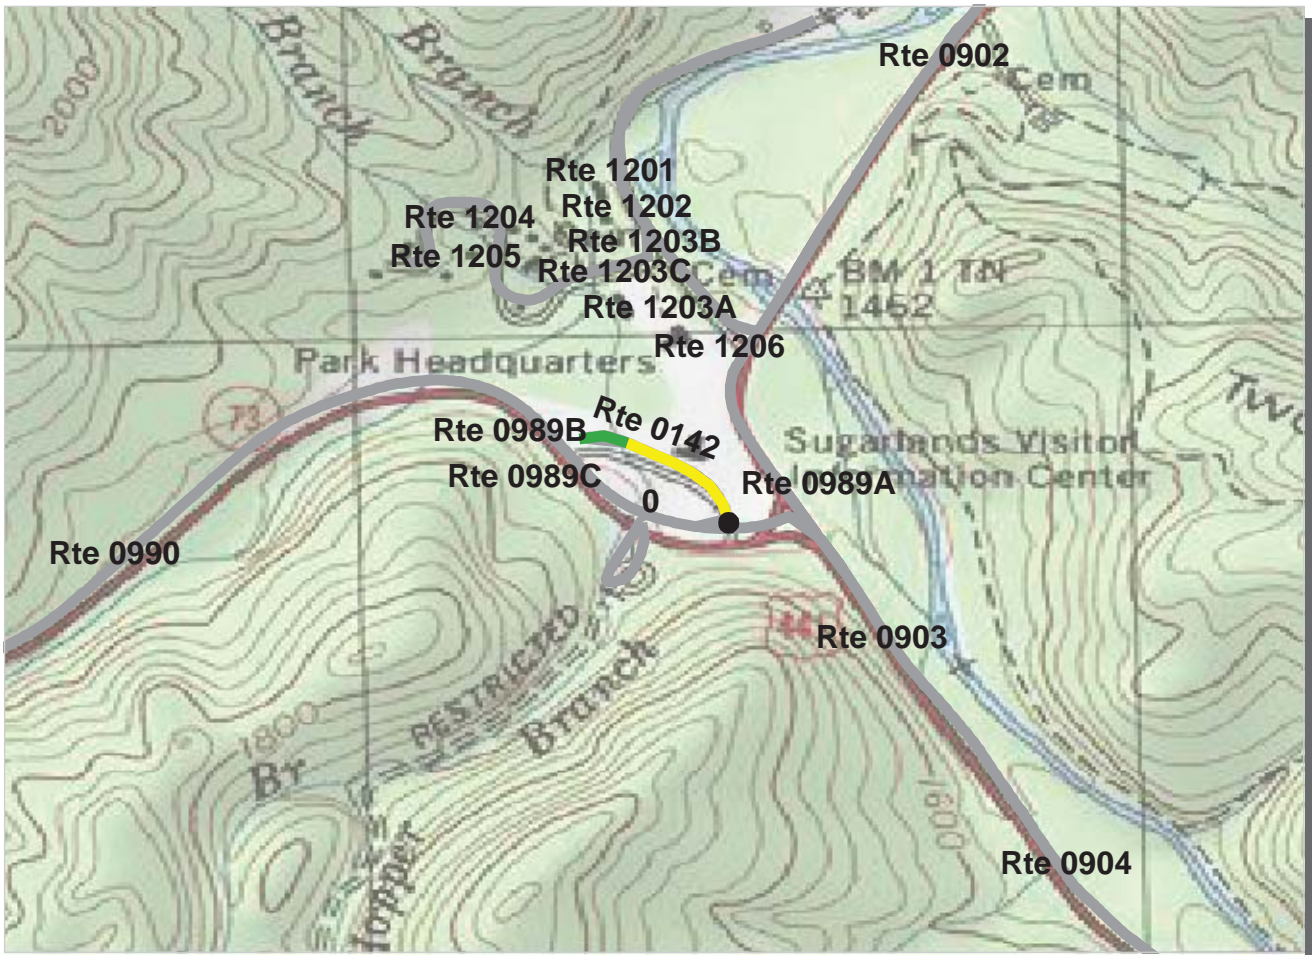 Branch
Branch
Rte 0902
Cem
2000
Rte 1201
Rte 1202
Rte 1204
Rte 1203B
Rte 1205
Rte 1203C
Cem
BM 1 TN
1462
Rte 1203A
Rte 1206
Park Headquarters
73
Rte 0142
Rte 0989B
Sugarlands Visitor
Information Center
Rte 0989C
Rte 0989A
0
Rte 0990
RESTRICTED
441
Rte 0903
Branch
1800
Br
1600
Rte 0904
Hopper